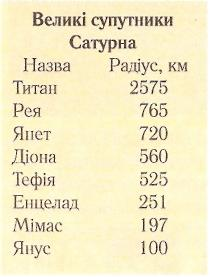 Великі супутники
Сатурна
Назва Радіус, км
Титан 2575
Рея 765
Япет 720
Діона 560
Тефія 525
Енцелад 251
Мімас 197
Янус 100